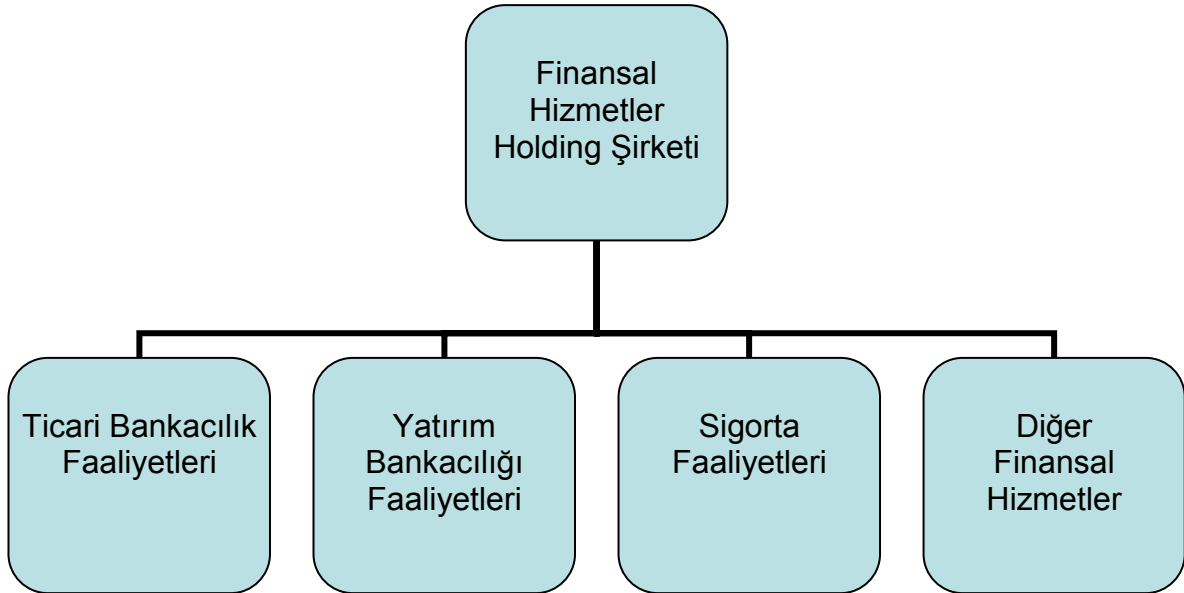 Finansal
Hizmetler
Holding Şirketi
Ticari Bankacılık
Faaliyetleri
Yatırım
Bankacılığı
Faaliyetleri
Sigorta
Faaliyetleri
Diğer
Finansal
Hizmetler